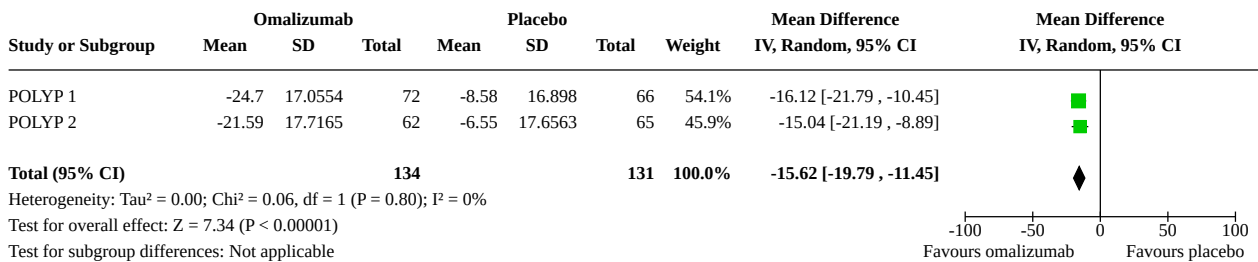 Omalizumab Placebo Mean Difference Mean Difference
Study or Subgroup Mean SD Total Mean SD Total Weight IV, Random, 95% CI IV, Random, 95% CI
POLYP 1 -24.7 17.0554 72 -8.58 16.898 66 54.1% -16.12 [-21.79 , -10.45]
POLYP 2 -21.59 17.7165 62 -6.55 17.6563 65 45.9% -15.04 [-21.19 , -8.89]
Total (95% CI) 134 131 100.0% -15.62 [-19.79 , -11.45]
Heterogeneity: Tau² = 0.00; Chi² = 0.06, df = 1 (P = 0.80); I² = 0%
Test for overall effect: Z = 7.34 (P < 0.00001)
-100 -50 0 50 100
Test for subgroup differences: Not applicable Favours omalizumab Favours placebo